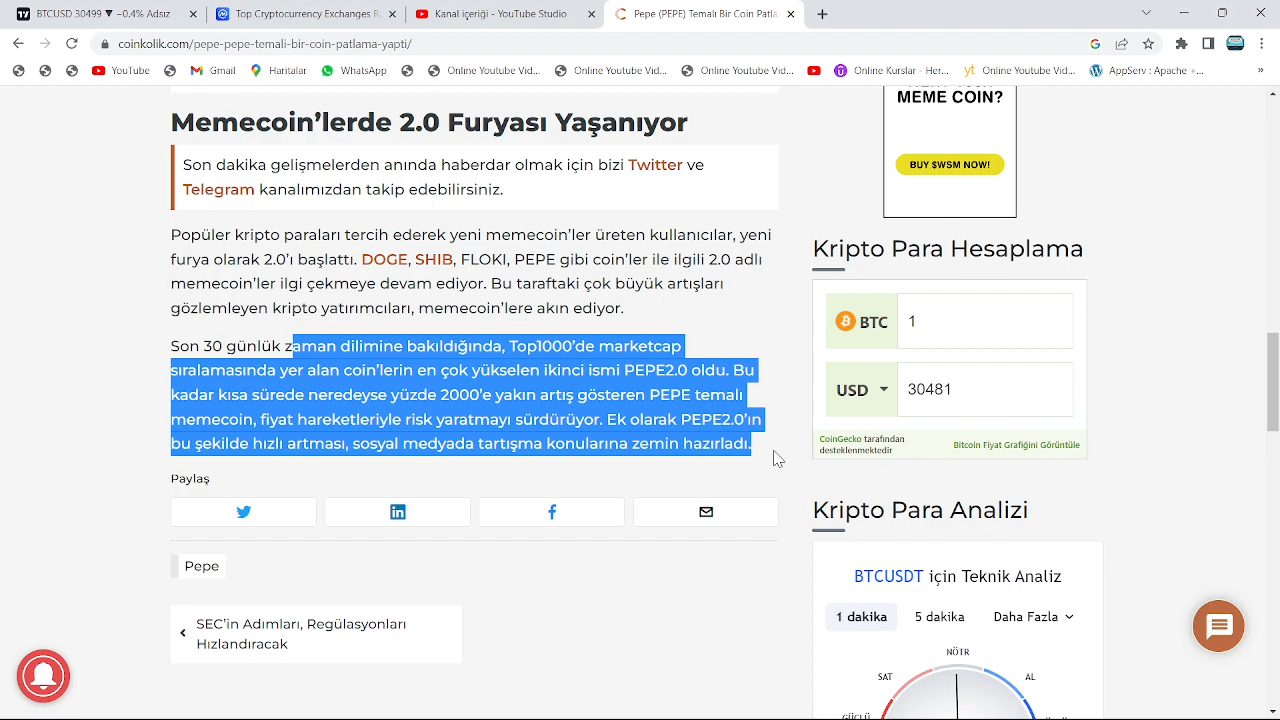 BTCUSD 30499 ▼ −0.4% Adsız
Top Cryptocurrency Exchanges R
Kanal içeriği - YouTube Studio
Pepe (PEPE) Temalı Bir Coin Patla
coinkolik.com/pepe-pepe-temali-bir-coin-patlama-yapti/
YouTube
Gmail
Haritalar
WhatsApp
Online Youtube Vid...
Online Youtube Vid...
Online Youtube Vid...
Online Kurslar - Her...
Online Youtube Vid...
AppServ : Apache +...
Memecoin’lerde 2.0 Furyası Yaşanıyor
Son dakika gelişmelerden anında haberdar olmak için bizi Twitter ve
Telegram kanalımızdan takip edebilirsiniz.
Popüler kripto paraları tercih ederek yeni memecoin’ler üreten kullanıcılar, yeni
furya olarak 2.0’ı başlattı. DOGE, SHIB, FLOKI, PEPE gibi coin’ler ile ilgili 2.0 adlı
memecoin’ler ilgi çekmeye devam ediyor. Bu taraftaki çok büyük artışları
gözlemleyen kripto yatırımcıları, memecoin’lere akın ediyor.
Son 30 günlük zaman dilimine bakıldığında, Top1000’de marketcap
sıralamasında yer alan coin’lerin en çok yükselen ikinci ismi PEPE2.0 oldu. Bu
kadar kısa sürede neredeyse yüzde 2000’e yakın artış gösteren PEPE temalı
memecoin, fiyat hareketleriyle risk yaratmayı sürdürüyor. Ek olarak PEPE2.0’ın
bu şekilde hızlı artması, sosyal medyada tartışma konularına zemin hazırladı.
Paylaş
Pepe
SEC’in Adımları, Regülasyonları
Hızlandıracak
MEME COIN?
BUY $WSM NOW!
Kripto Para Hesaplama
BTC 1
USD 30481
CoinGecko tarafından
desteklenmektedir
Bitcoin Fiyat Grafiğini Görüntüle
Kripto Para Analizi
BTCUSDT için Teknik Analiz
1 dakika 5 dakika Daha Fazla
NÖTR
SAT AL